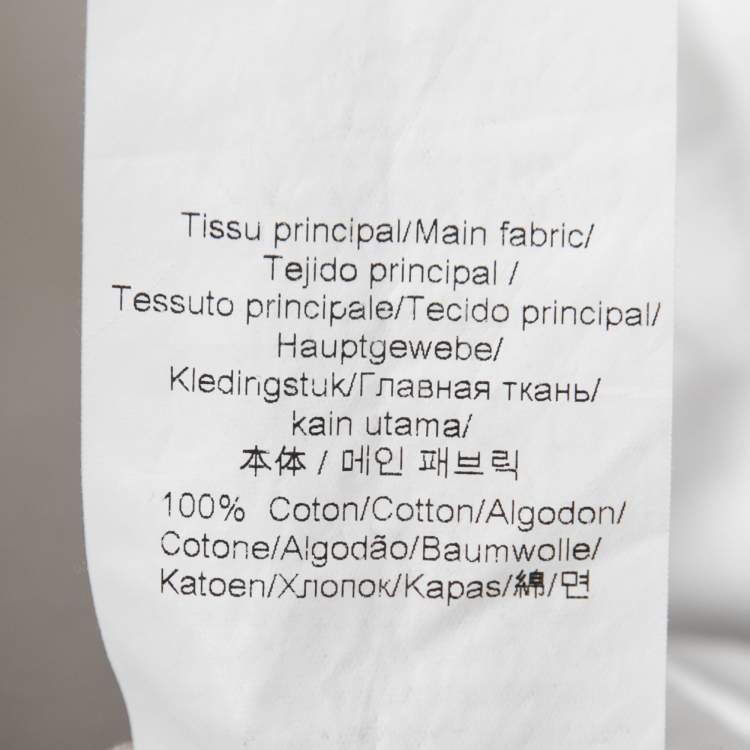 Tissu principal/Main fabric/
Tejido principal /
Tessuto principale/Tecido principal/
Hauptgewebe/
Kledingstuk/Главная ткань/
kain utama/
本体 / 메인 패브릭
100% Coton/Cotton/Algodon/
Cotone/Algodão/Baumwolle/
Katoen/Хлопок/Kapas/綿/면